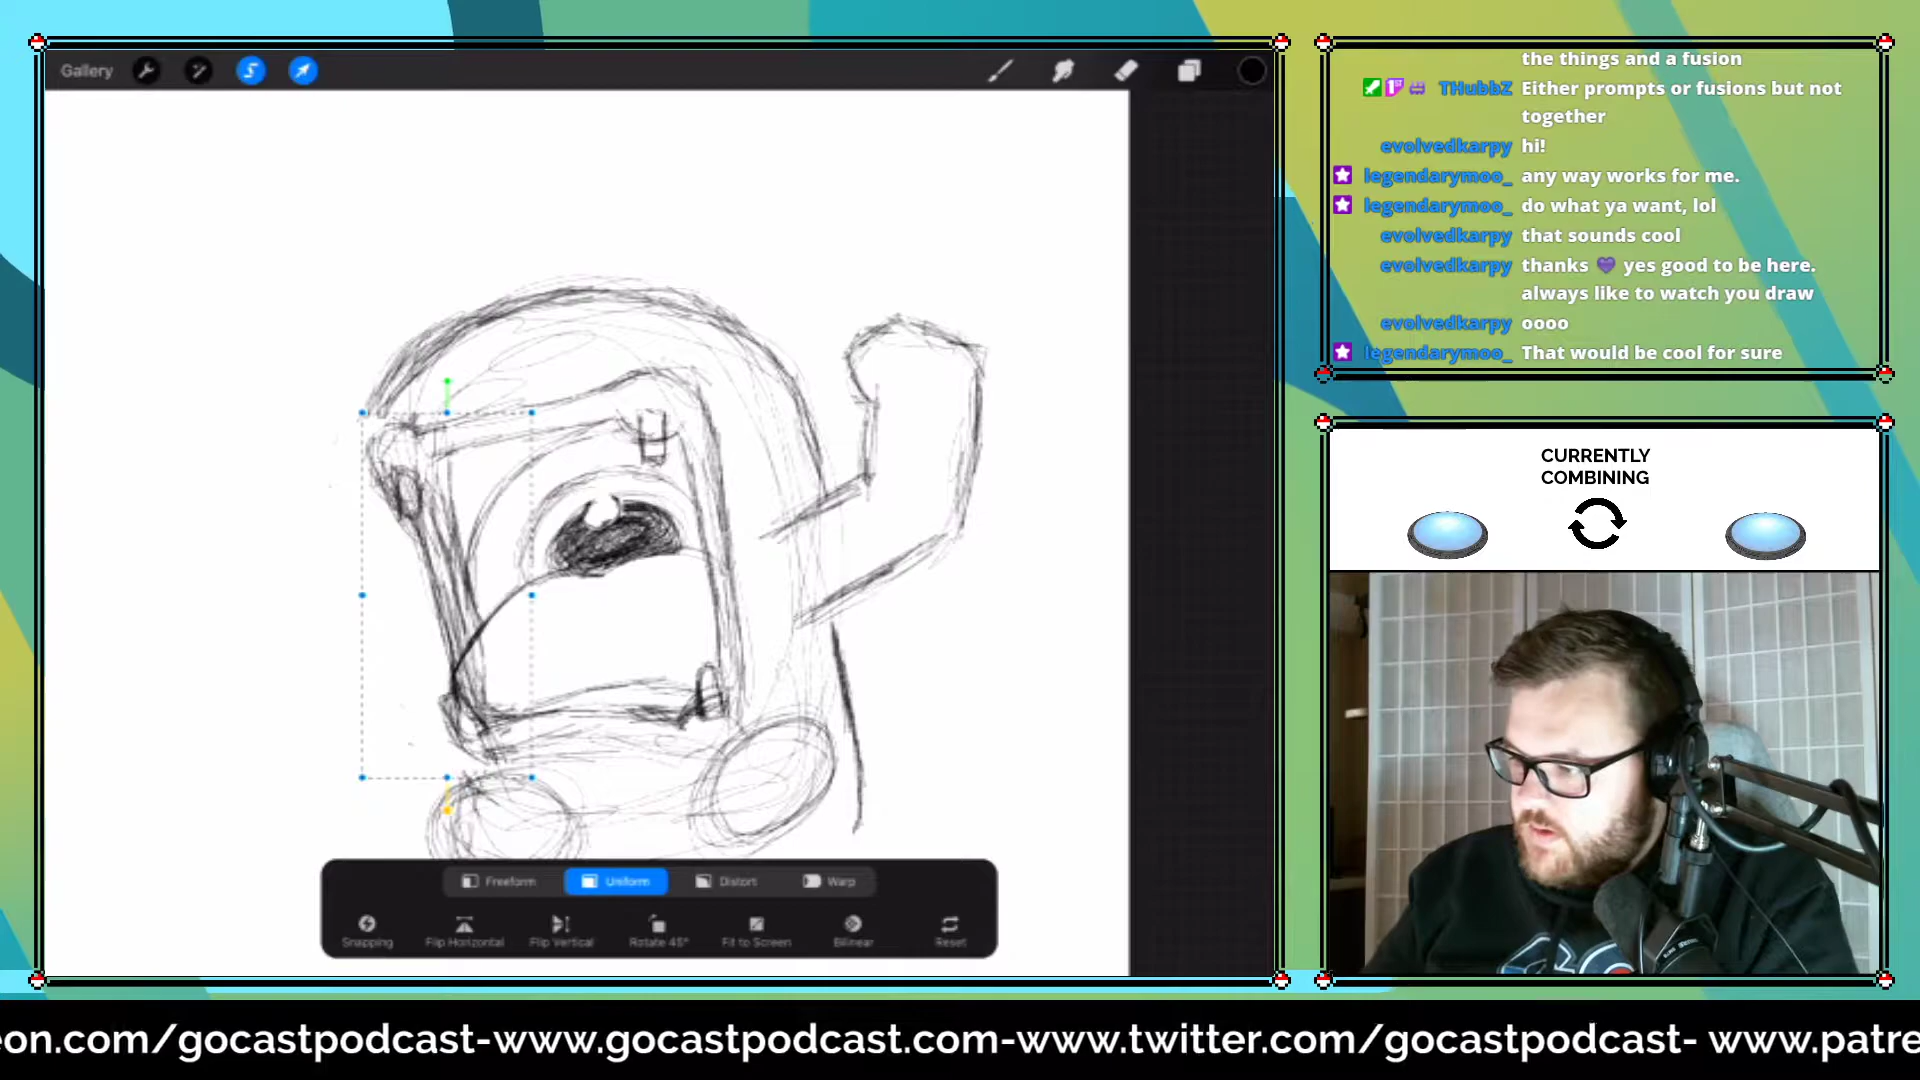 Gallery
the things and a fusion
THubbZ Either prompts or fusions but not
together
evolvedkarpy hi!
legendarymoo_ any way works for me.
legendarymoo_ do what ya want, lol
evolvedkarpy that sounds cool
evolvedkarpy thanks 💜 yes good to be here.
always like to watch you draw
evolvedkarpy oooo
legendarymoo_ That would be cool for sure
CURRENTLY
COMBINING
Freeform Uniform Distort Warp
Snapping Flip Horizontal Flip Vertical Rotate 45° Fit to Screen Bilinear Reset
eon.com/gocastpodcast-www.gocastpodcast.com-www.twitter.com/gocastpodcast- www.patre